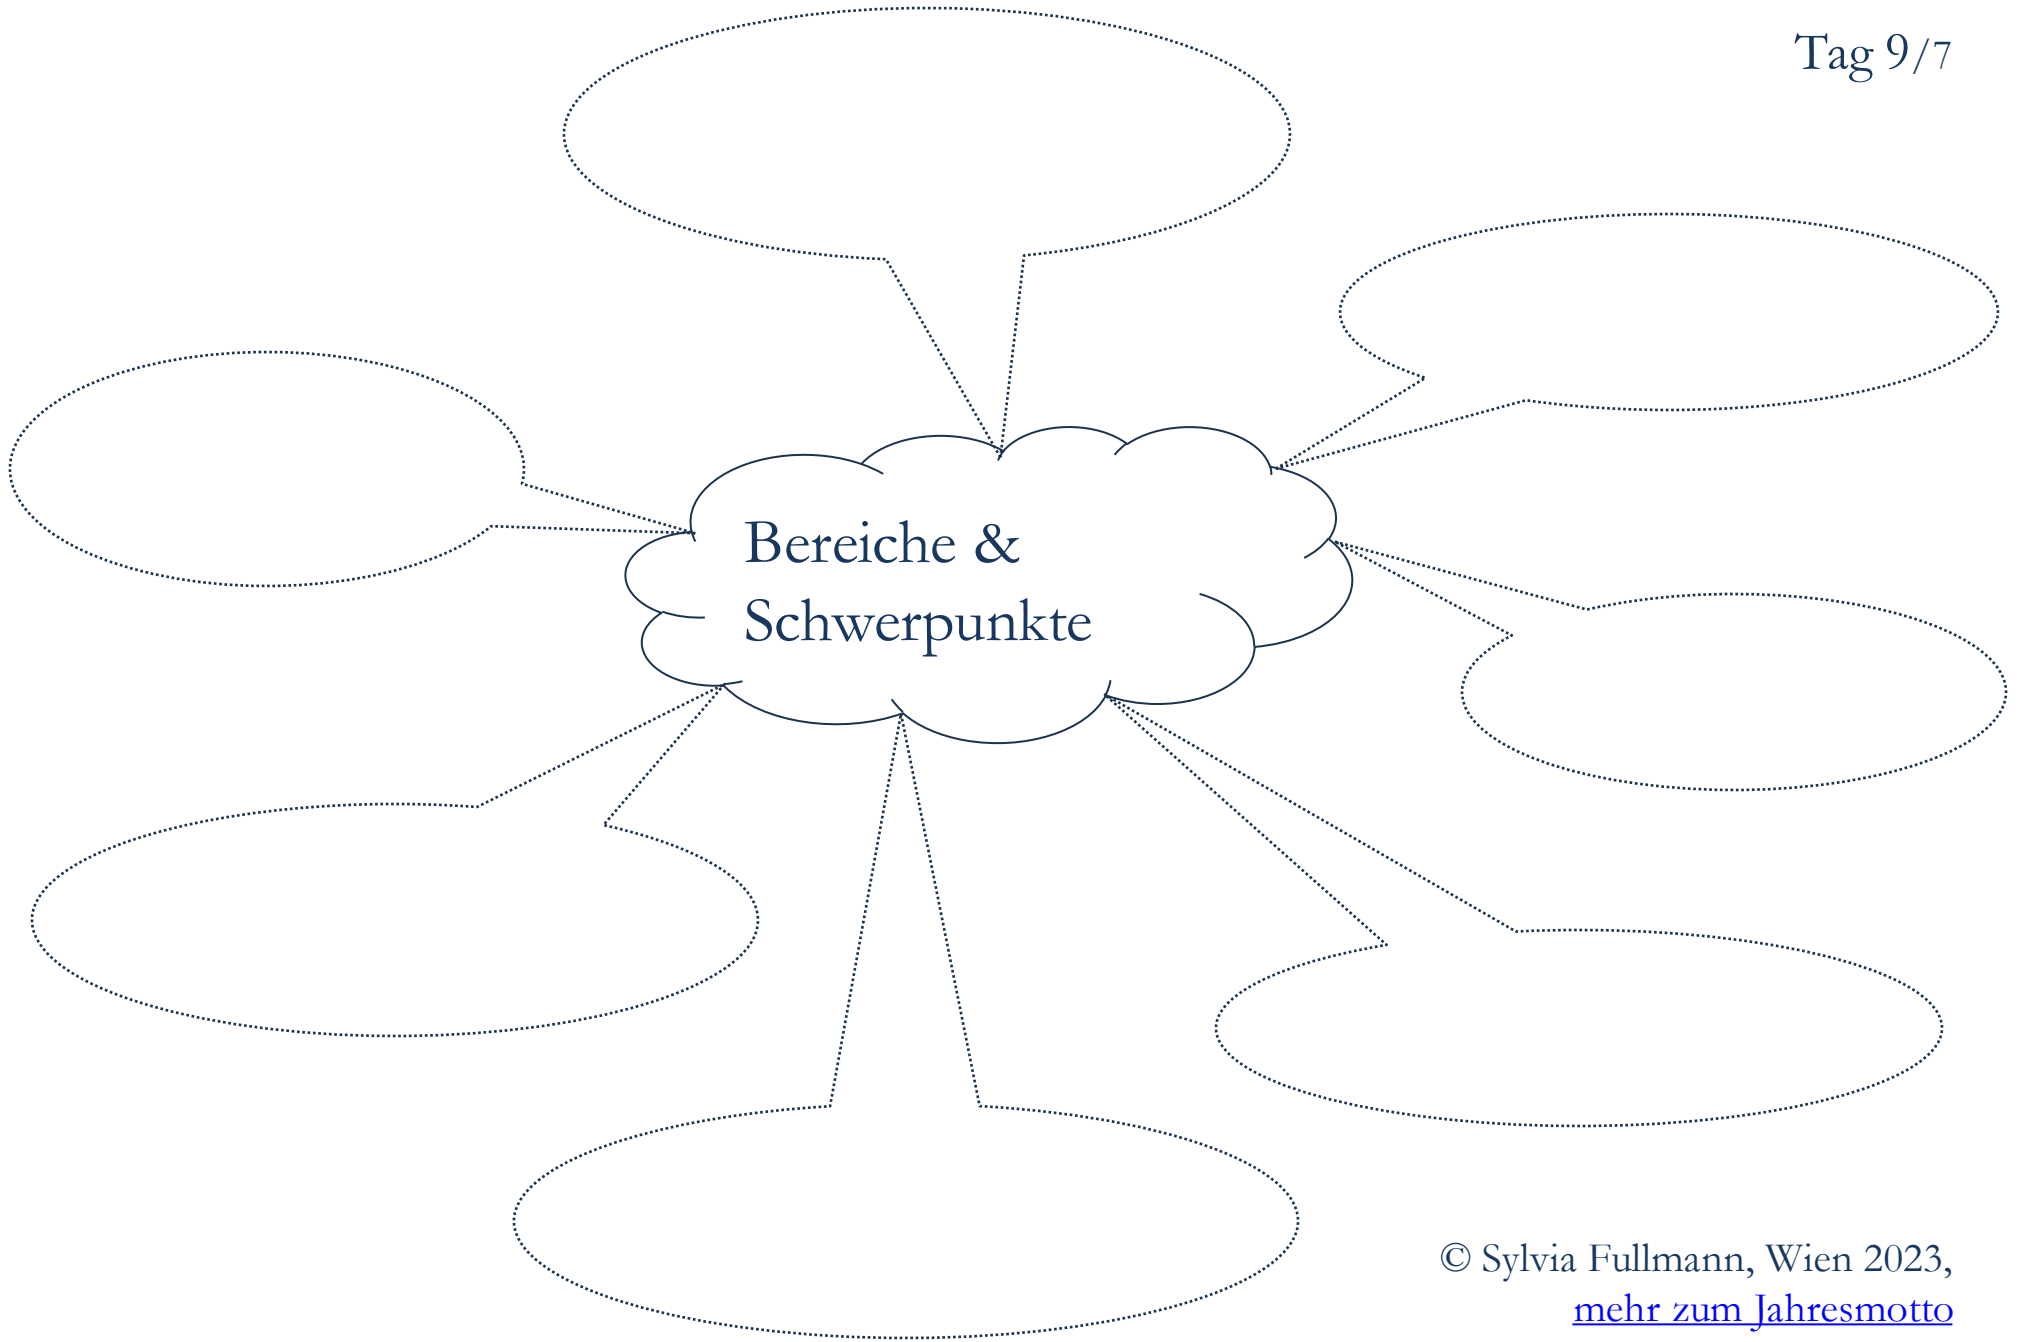 Tag 9/7
Bereiche &
Schwerpunkte
© Sylvia Fullmann, Wien 2023,
mehr zum Jahresmotto